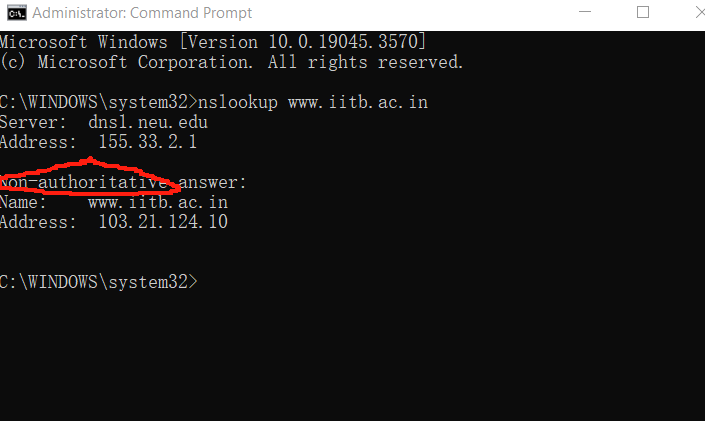 Administrator: Command Prompt
Microsoft Windows [Version 10.0.19045.3570]
(c) Microsoft Corporation. All rights reserved.
C:\WINDOWS\system32>nslookup www.iitb.ac.in
Server:  dns1.neu.edu
Address:  155.33.2.1
Non-authoritative answer:
Name:    www.iitb.ac.in
Address:  103.21.124.10
C:\WINDOWS\system32>